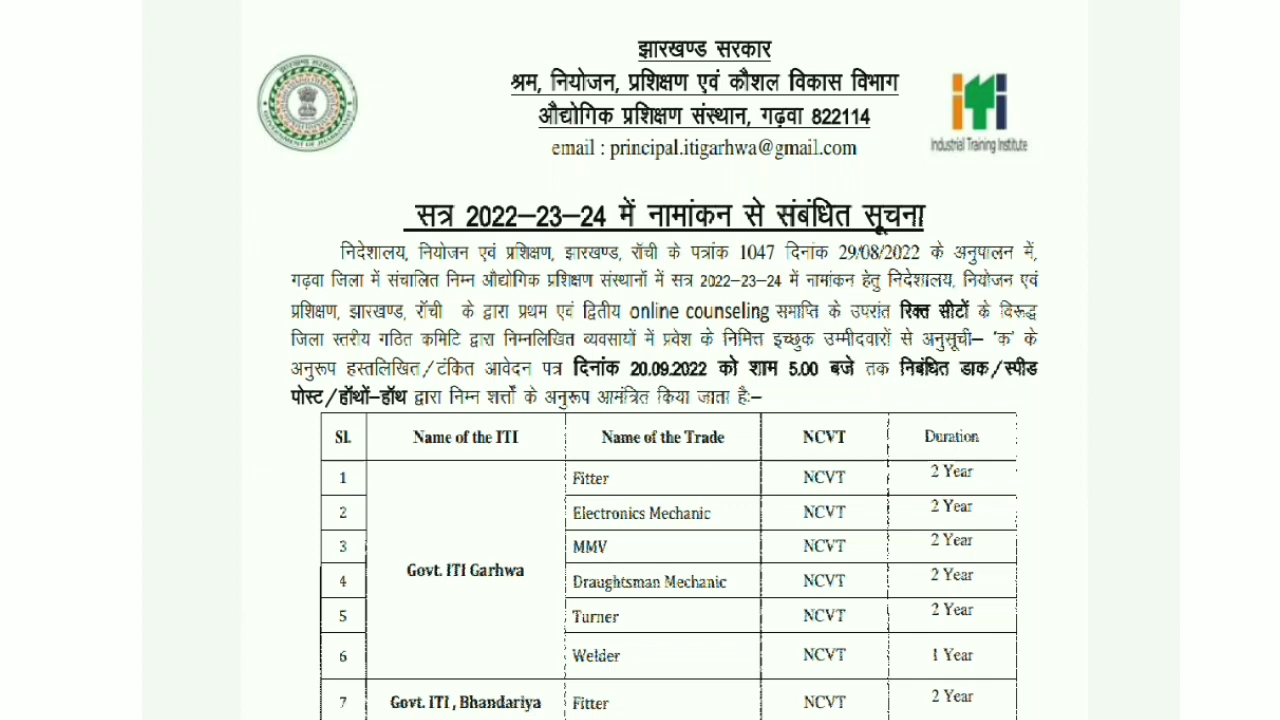 झारखण्ड सरकार
श्रम, नियोजन, प्रशिक्षण एवं कौशल विकास विभाग
औद्योगिक प्रशिक्षण संस्थान, गढ़वा 822114
email : principal.itigarhwa@gmail.com
Industrial Training Institute
सत्र 2022–23–24 में नामांकन से संबंधित सूचना
निदेशालय, नियोजन एवं प्रशिक्षण, झारखण्ड, राँची के पत्रांक 1047 दिनांक 29/08/2022 के अनुपालन में,
गढ़वा जिला में संचालित निम्न औद्योगिक प्रशिक्षण संस्थानों में सत्र 2022-23-24 में नामांकन हेतु निदेशालय, नियोजन एवं
प्रशिक्षण, झारखण्ड, राँची के द्वारा प्रथम एवं द्वितीय online counseling समाप्ति के उपरांत रिक्त सीटों के विरूद्ध
जिला स्तरीय गठित कमिटि द्वारा निम्नलिखित व्यवसायों में प्रवेश के निमित्त इच्छुक उम्मीदवारों से अनुसूची– 'क' के
अनुरूप हस्तलिखित/टंकित आवेदन पत्र दिनांक 20.09.2022 को शाम 5.00 बजे तक निबंधित डाक/स्पीड
पोस्ट/हाँथों–हाँथ द्वारा निम्न शर्त्तों के अनुरूप आमंत्रित किया जाता है:–
Sl. Name of the ITI Name of the Trade NCVT Duration
1 Fitter NCVT 2 Year
2 Electronics Mechanic NCVT 2 Year
3 MMV NCVT 2 Year
Govt. ITI Garhwa
4 Draughtsman Mechanic NCVT 2 Year
5 Turner NCVT 2 Year
6 Welder NCVT 1 Year
7 Govt. ITI , Bhandariya Fitter NCVT 2 Year